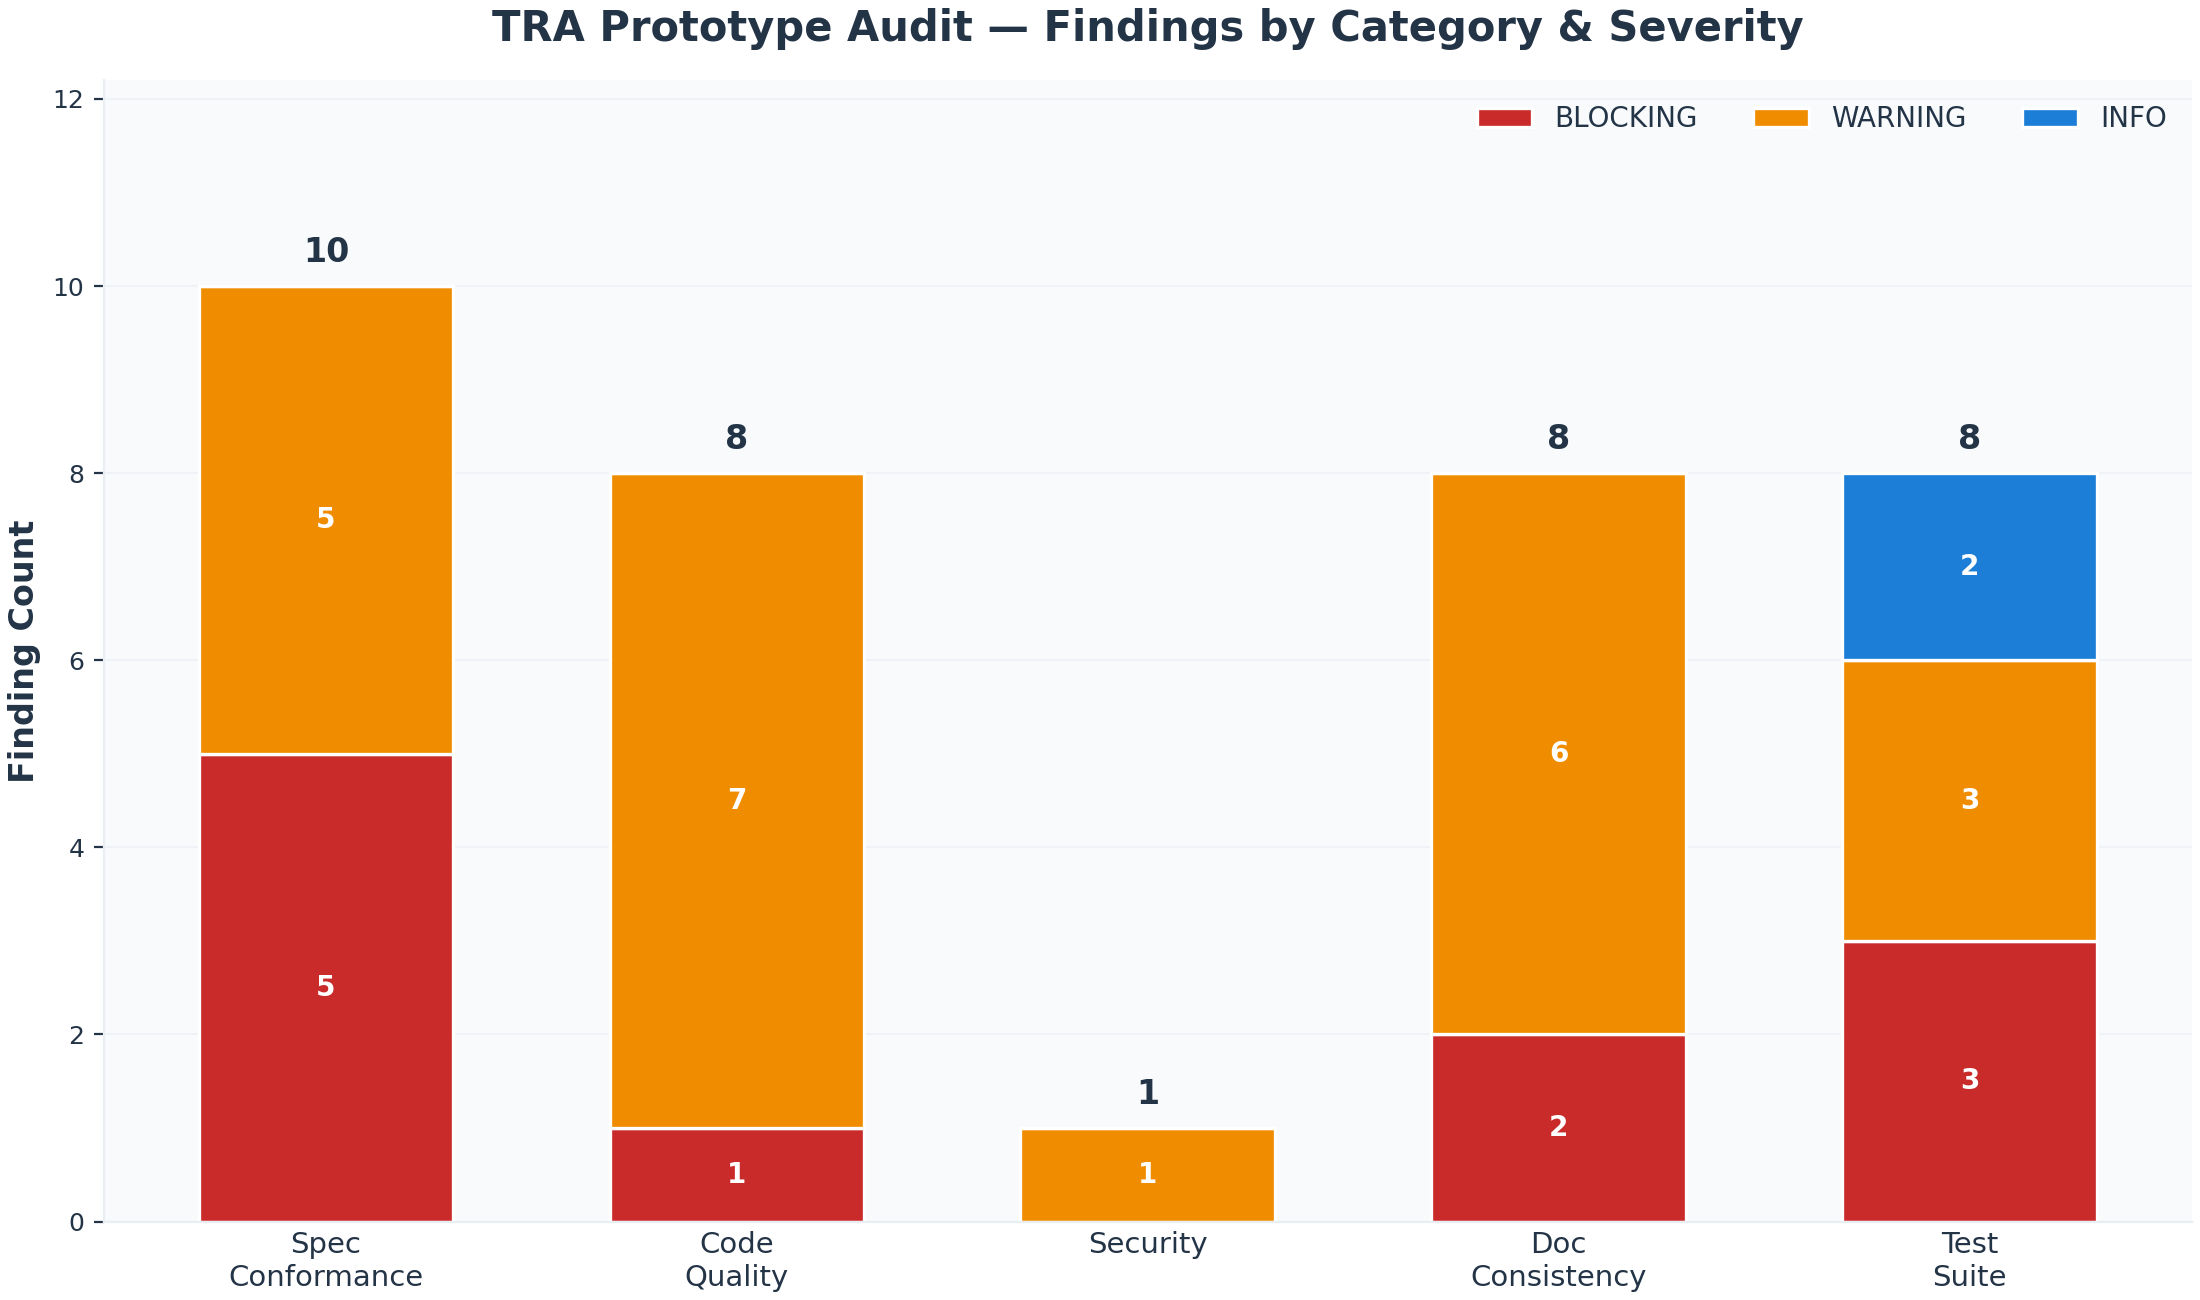 TRA Prototype Audit — Findings by Category & Severity
BLOCKING WARNING INFO
Finding Count
12
10
8
6
4
2
0
10
5
5
8
7
1
1
1
8
6
2
8
2
3
3
Spec
Conformance
Code
Quality
Security
Doc
Consistency
Test
Suite